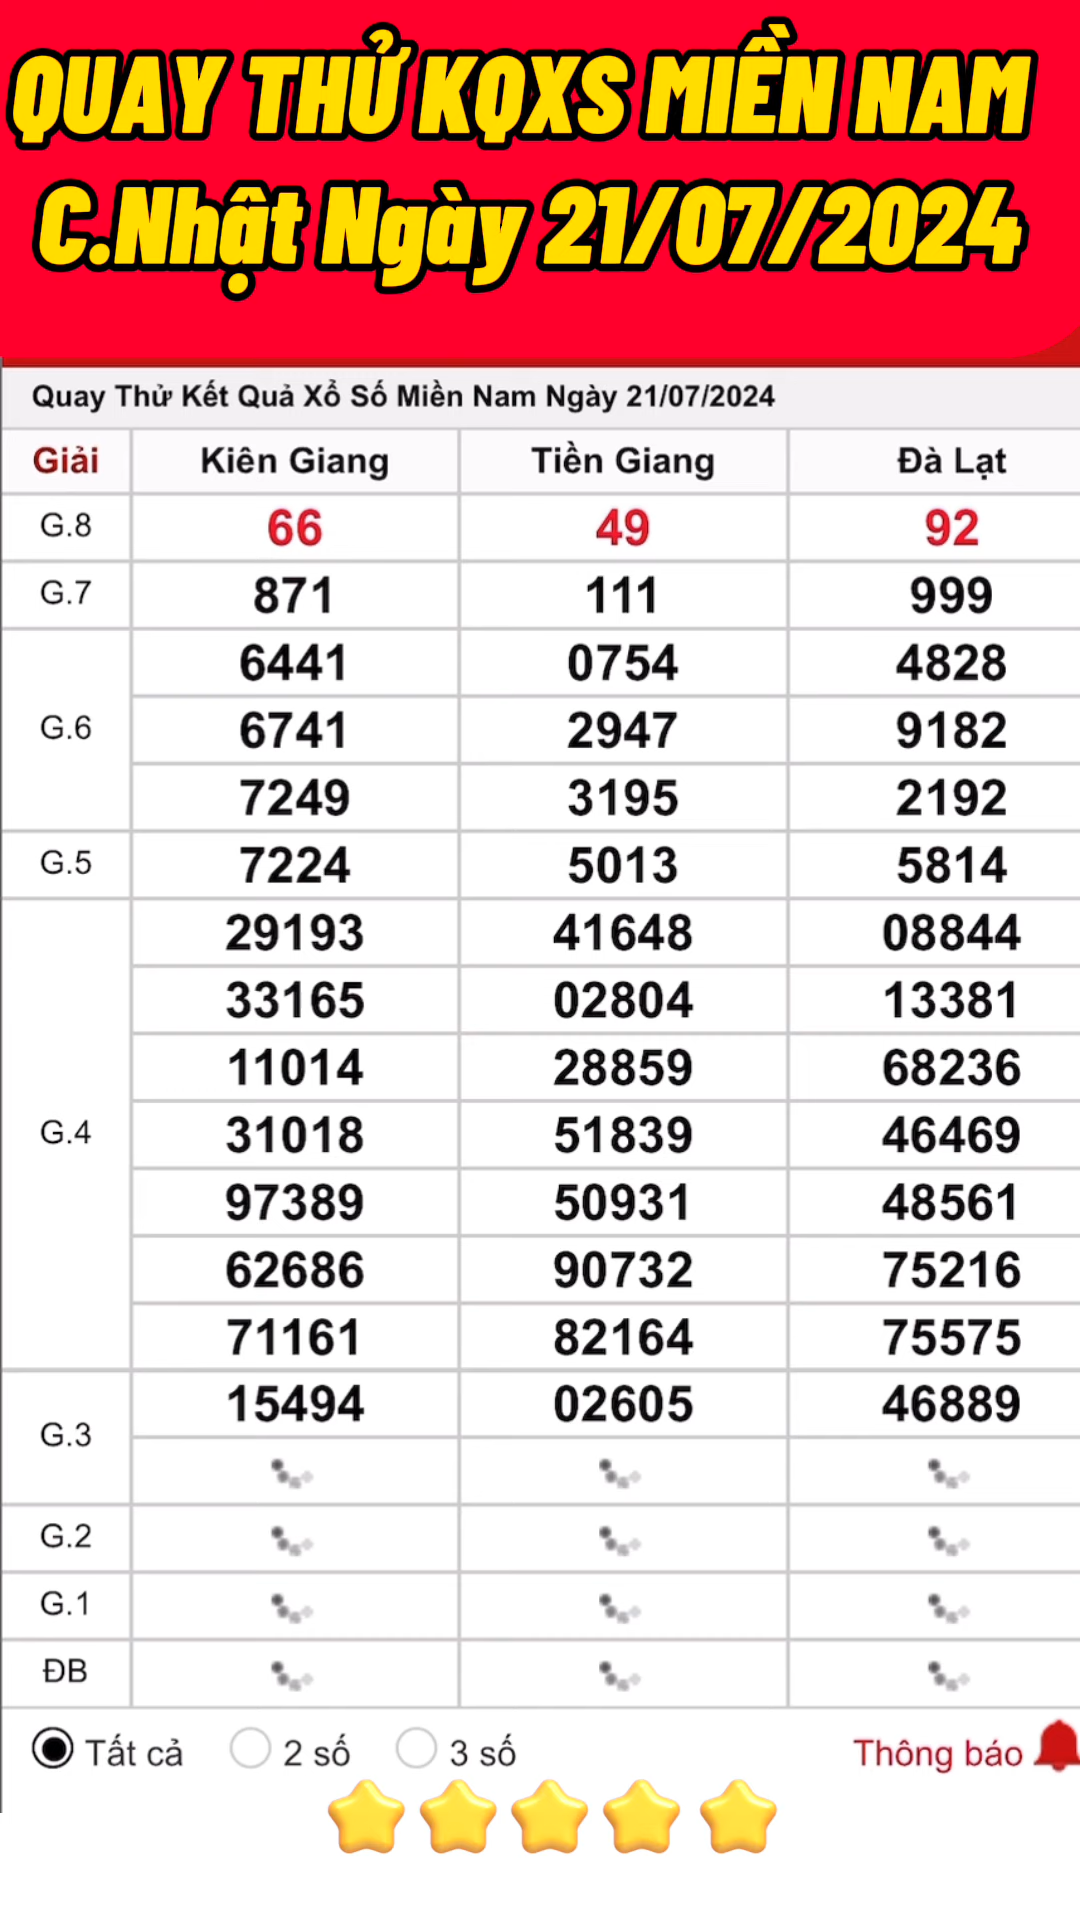 QUAY THỬ KQXS MIỀN NAM
C.Nhật Ngày 21/07/2024
Quay Thử Kết Quả Xổ Số Miền Nam Ngày 21/07/2024
Giải Kiên Giang Tiền Giang Đà Lạt
G.8 66 49 92
G.7 871 111 999
6441 0754 4828
G.6 6741 2947 9182
7249 3195 2192
G.5 7224 5013 5814
29193 41648 08844
33165 02804 13381
11014 28859 68236
G.4 31018 51839 46469
97389 50931 48561
62686 90732 75216
71161 82164 75575
15494 02605 46889
G.3
G.2
G.1
ĐB
Tất cả 2 số 3 số Thông báo